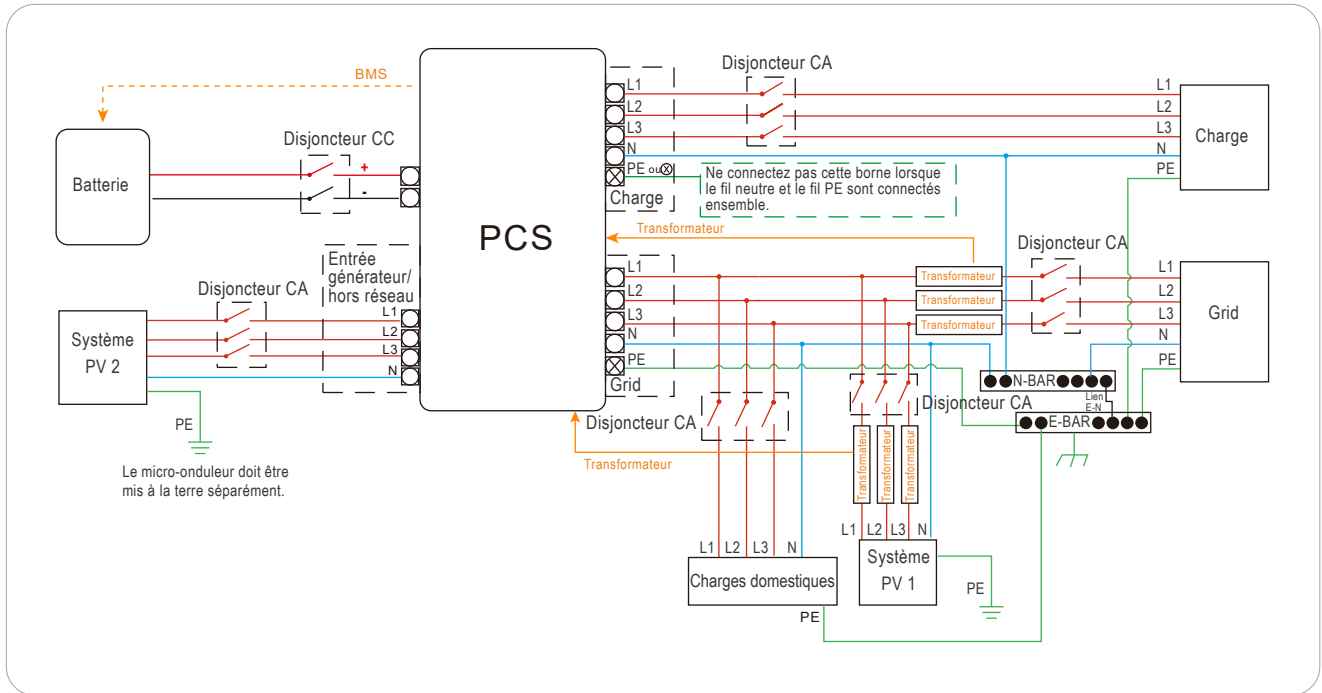 BMS
Batterie
Disjoncteur CC
+
-
PCS
L1
L2
L3
N
PE ou
Charge
Disjoncteur CA
L1
L2
L3
N
PE
Charge
Ne connectez pas cette borne lorsque
le fil neutre et le fil PE sont connectés
ensemble.
Transformateur
Entrée
générateur/
hors réseau
L1
L2
L3
N
Disjoncteur CA
Système
PV 2
PE
Le micro-onduleur doit être
mis à la terre séparément.
L1
L2
L3
N
PE
Grid
Transformateur
Transformateur
Transformateur
Disjoncteur CA
L1
L2
L3
N
PE
Grid
N-BAR
Lien
E-N
E-BAR
Disjoncteur CA
Disjoncteur CA
Transformateur
Transformateur
Transformateur
Transformateur
L1 L2 L3 N
Charges domestiques
PE
L1 L2 L3 N
Système
PV 1
PE